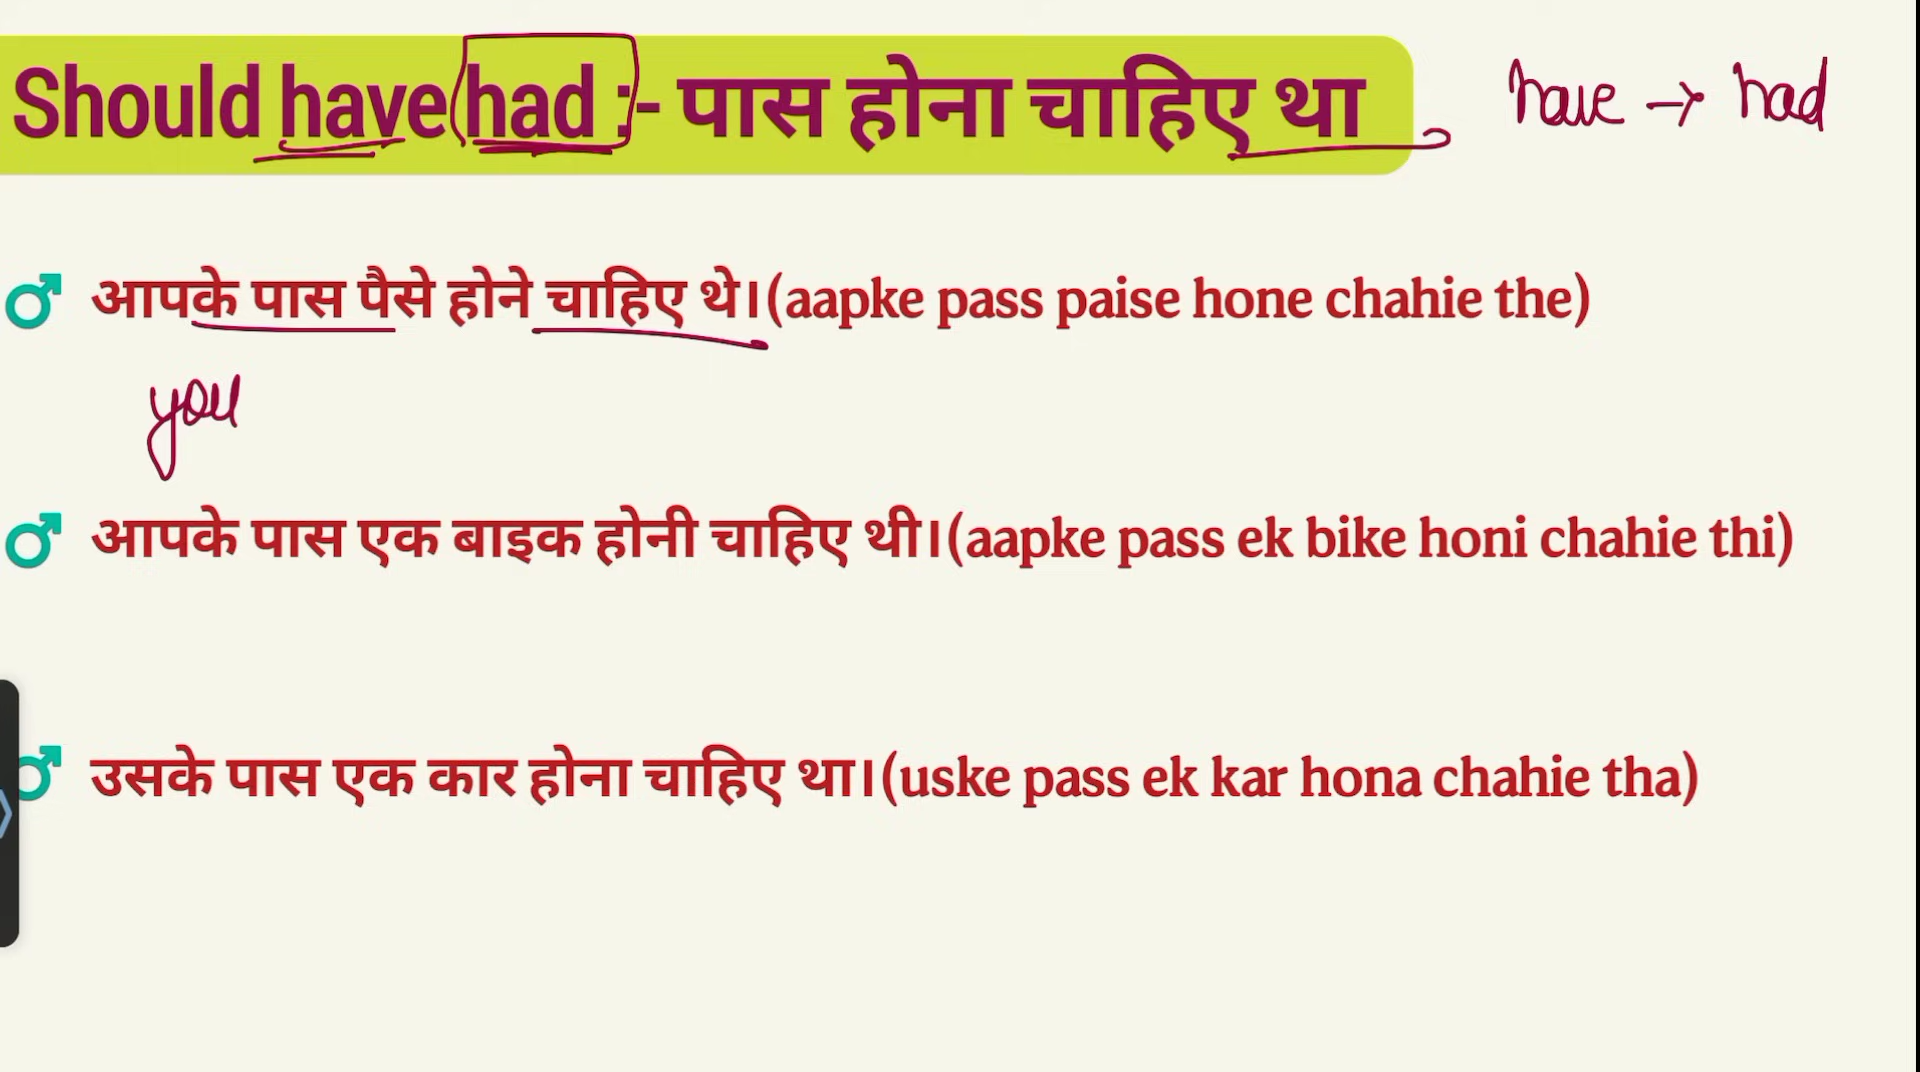 Should have had :- पास होना चाहिए था have → had
आपके पास पैसे होने चाहिए थे।(aapke pass paise hone chahie the)
you
आपके पास एक बाइक होनी चाहिए थी।(aapke pass ek bike honi chahie thi)
उसके पास एक कार होना चाहिए था।(uske pass ek kar hona chahie tha)